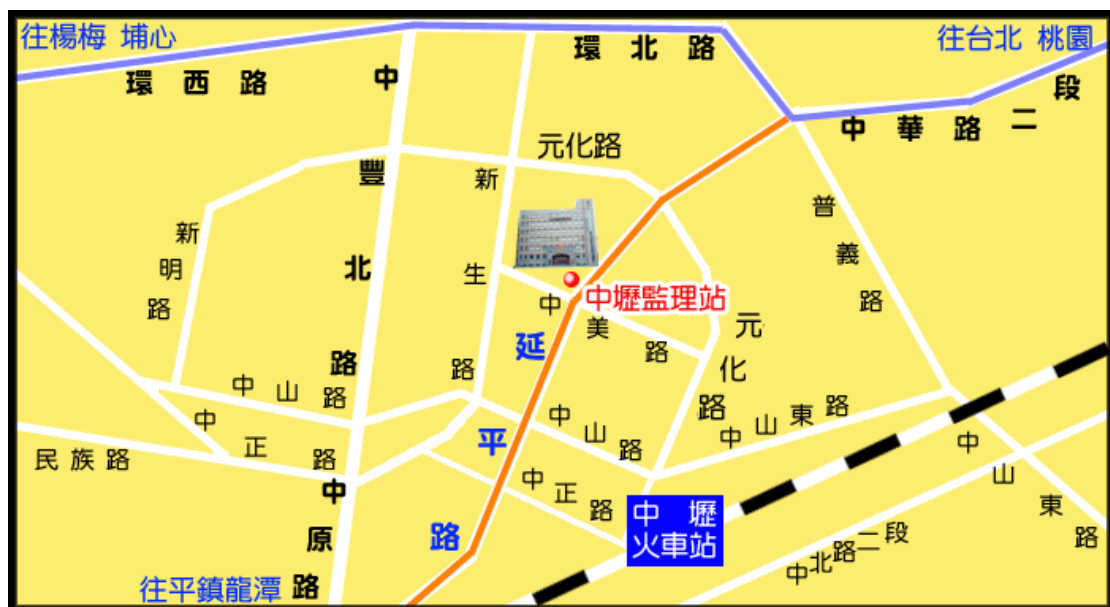 往楊梅 埔心
往台北 桃園
環西路
環北路
中華路二段
中豐北路
元化路
新生路
新明路
普義路
中壢監理站
中美路
元化路
延平路
中山路
中正路
民族路
中山路
中正路
中山東路
中山東路
中壢
火車站
中北路二段
中原路
往平鎮龍潭